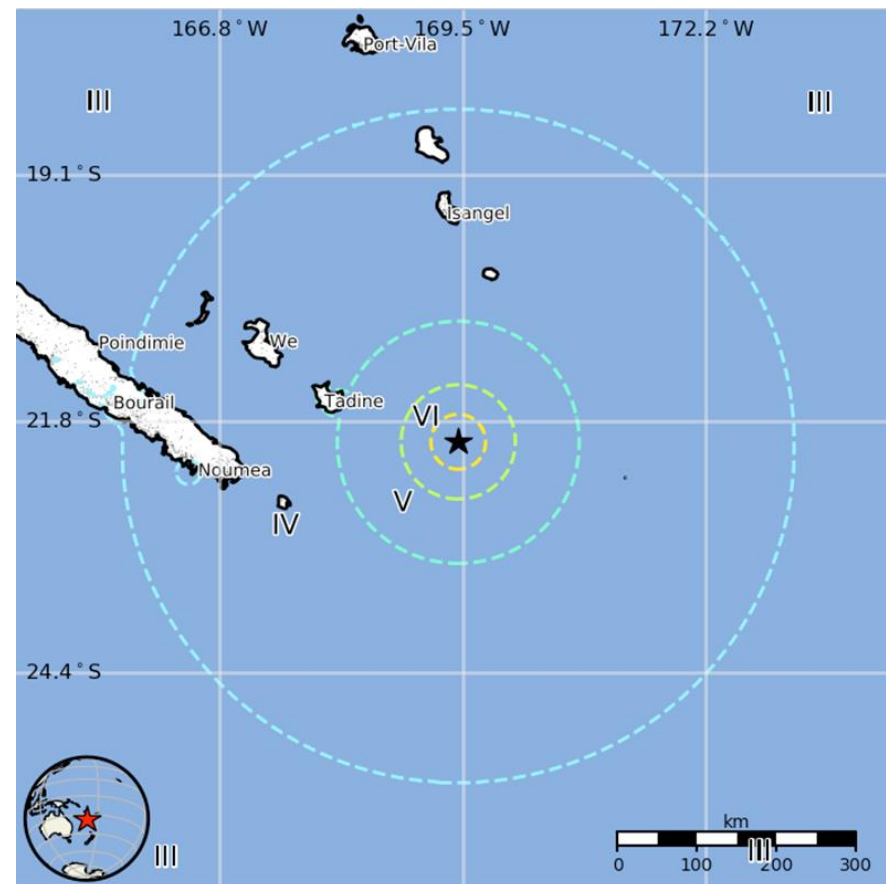 166.8°W
169.5°W
172.2°W
Port-Vila
III
III
19.1°S
Isangel
Poindimie
We
Bourail
Tadine
VI
21.8°S
Noumea
V
IV
24.4°S
km
III
III
0 100 200 300